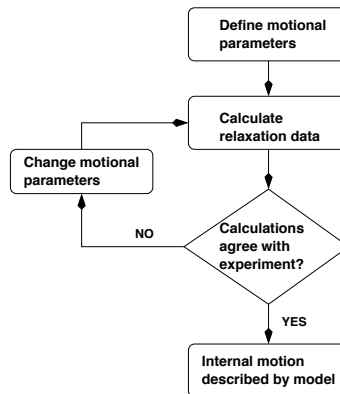 Define motional
parameters
Calculate
relaxation data
Change motional
parameters
Calculations
agree with
experiment?
NO
YES
Internal motion
described by model